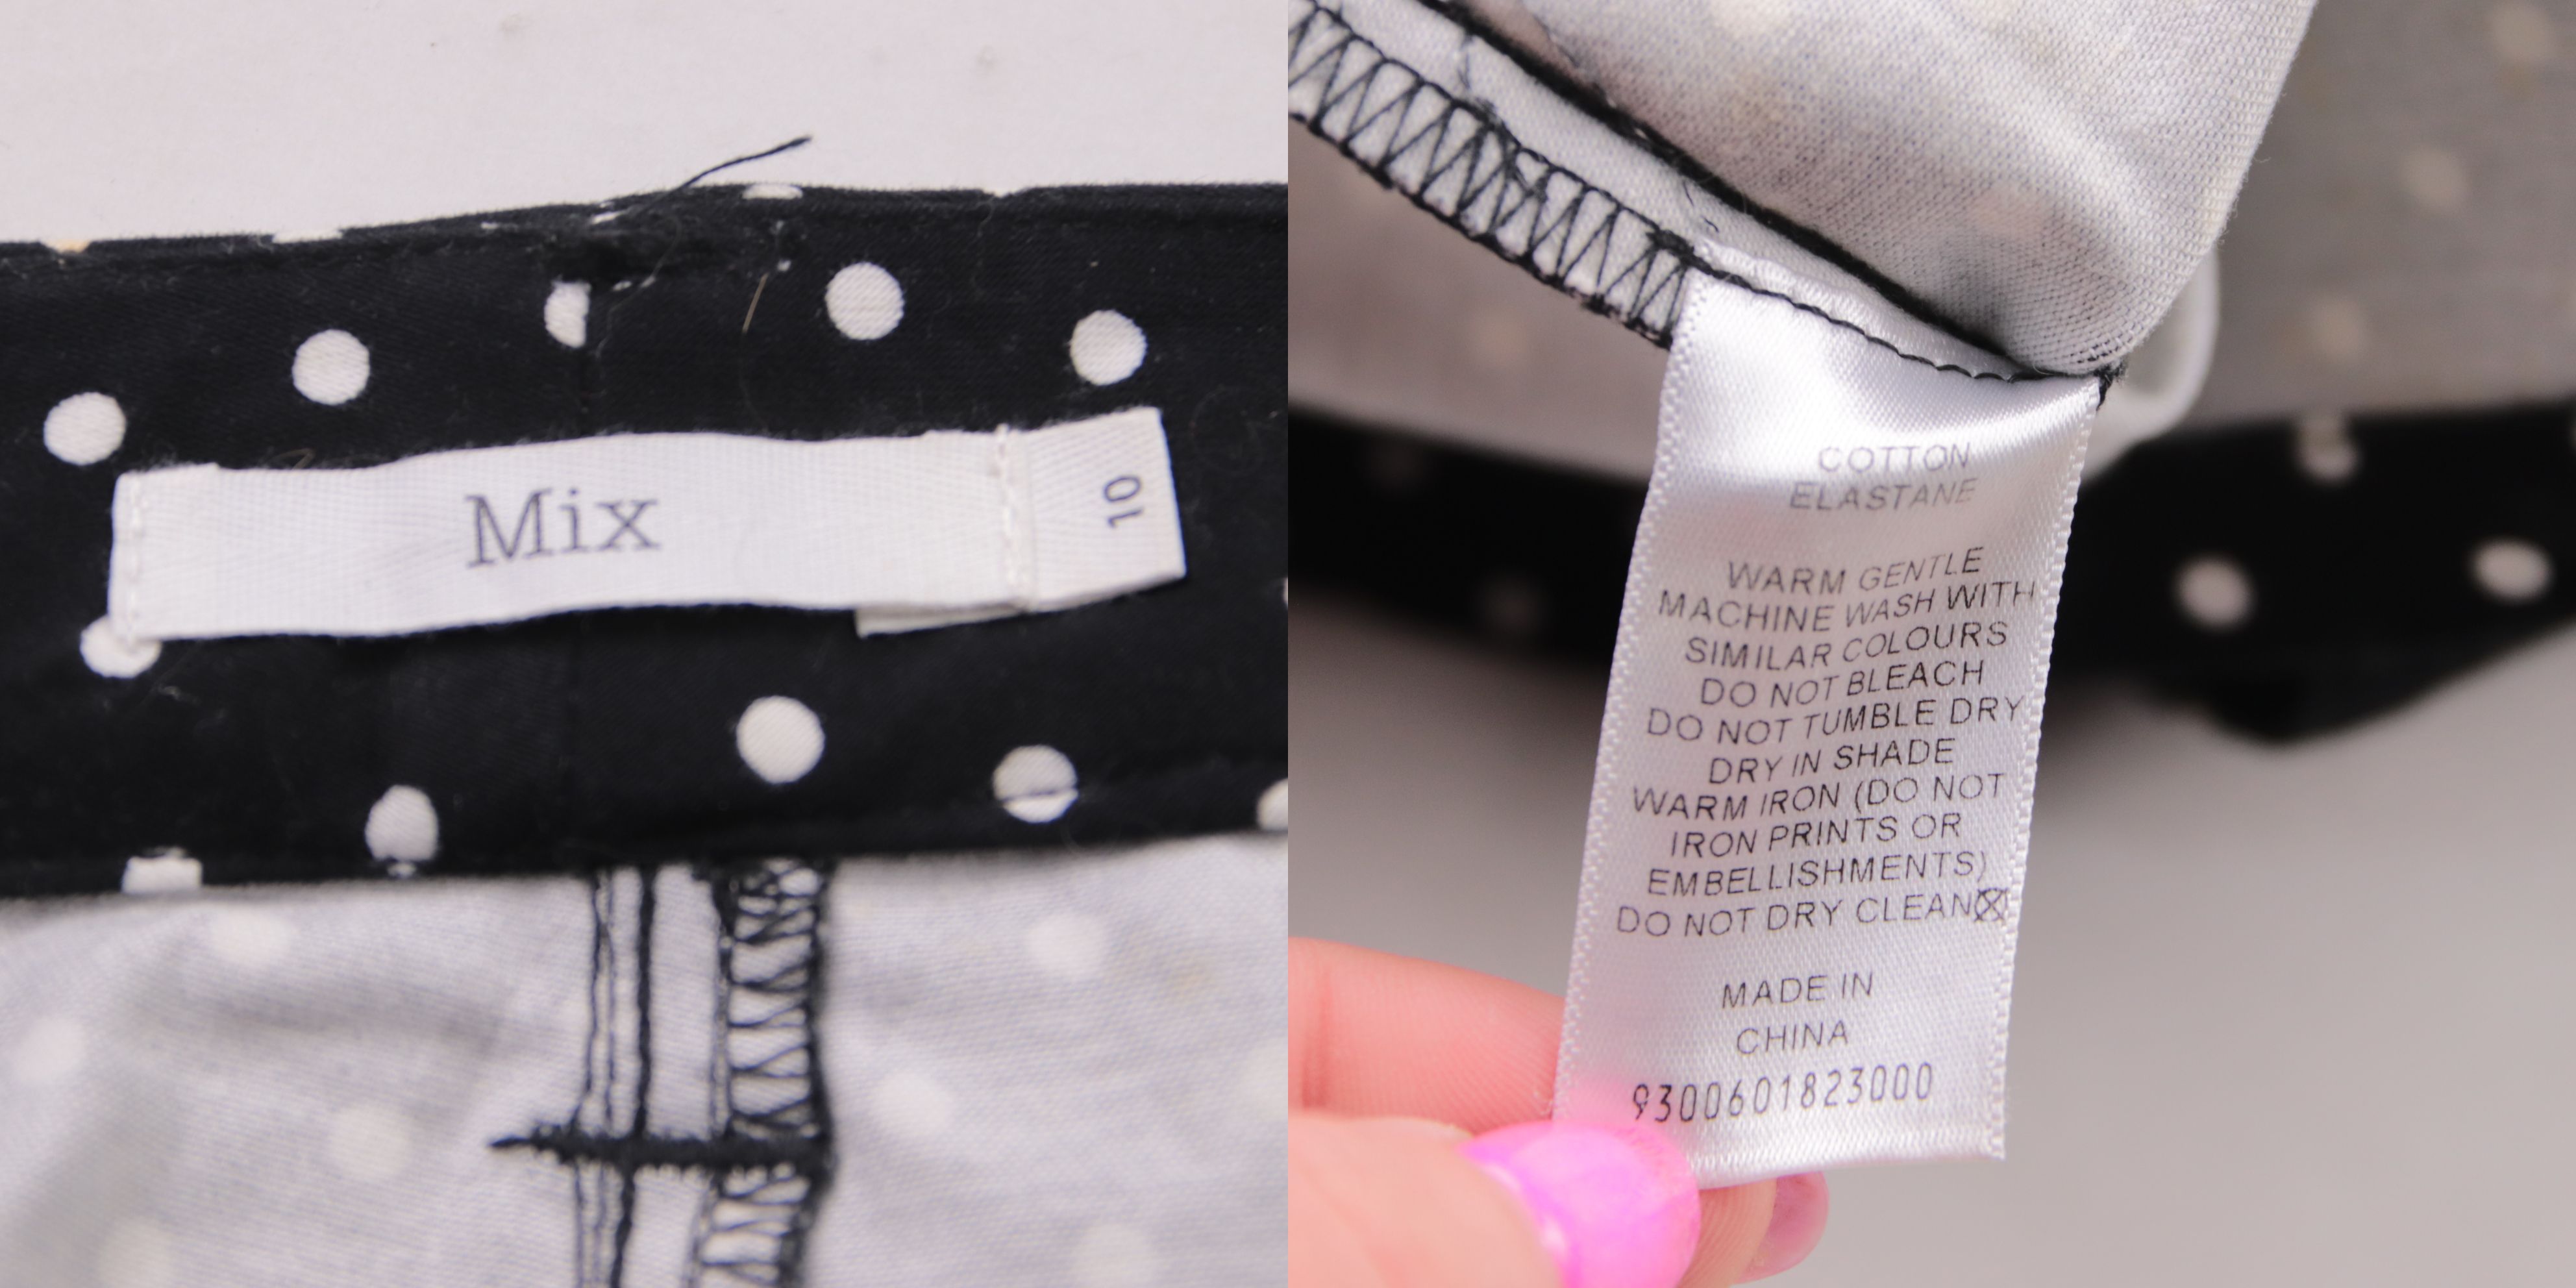 Mix
10
COTTON
ELASTANE
WARM GENTLE
MACHINE WASH WITH
SIMILAR COLOURS
DO NOT BLEACH
DO NOT TUMBLE DRY
DRY IN SHADE
WARM IRON (DO NOT
IRON PRINTS OR
EMBELLISHMENTS)
DO NOT DRY CLEAN
MADE IN
CHINA
9300601823000